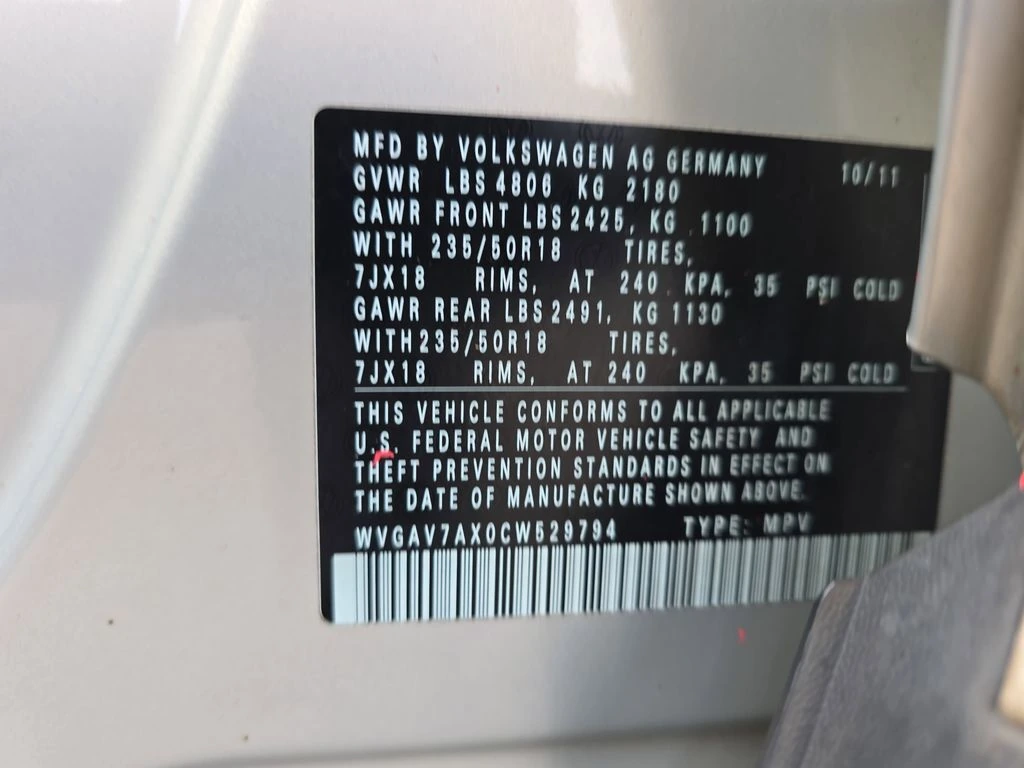 MFD BY VOLKSWAGEN AG GERMANY 10/11
GVWR LBS 4806 KG 2180
GAWR FRONT LBS 2425, KG 1100
WITH 235/50R18 TIRES,
7JX18 RIMS, AT 240 KPA, 35 PSI COLD
GAWR REAR LBS 2491, KG 1130
WITH 235/50R18 TIRES,
7JX18 RIMS, AT 240 KPA, 35 PSI COLD
THIS VEHICLE CONFORMS TO ALL APPLICABLE
U.S. FEDERAL MOTOR VEHICLE SAFETY AND
THEFT PREVENTION STANDARDS IN EFFECT ON
THE DATE OF MANUFACTURE SHOWN ABOVE.
WVGAV7AX0CW529794 TYPE: MPV